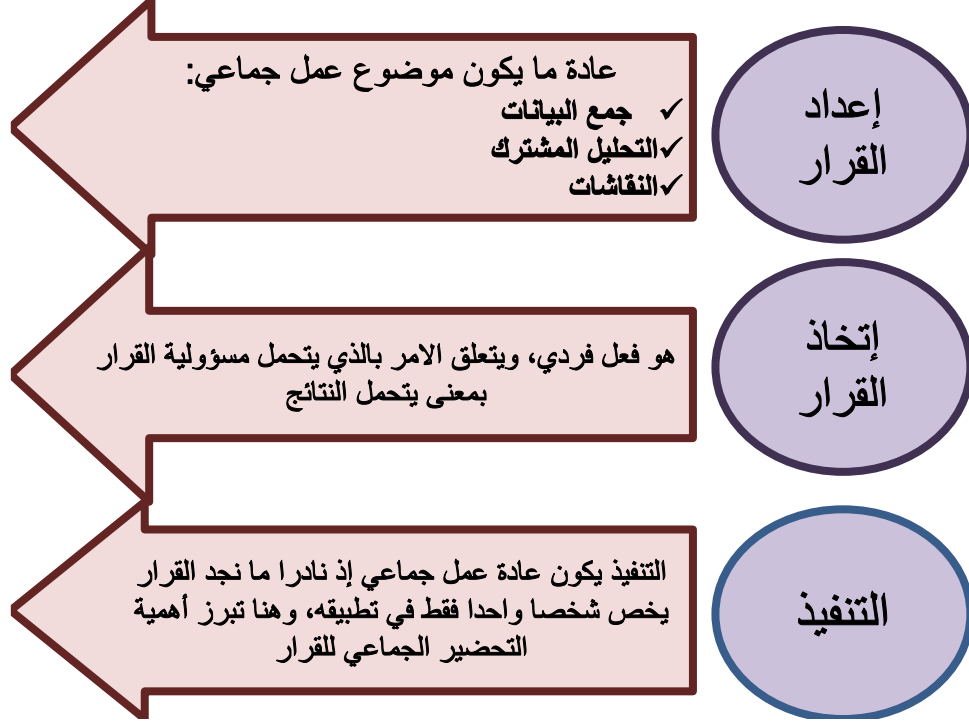 إعداد
القرار
عادة ما يكون موضوع عمل جماعي:
✓ جمع البيانات
✓التحليل المشترك
✓النقاشات
إتخاذ
القرار
هو فعل فردي، ويتعلق الامر بالذي يتحمل مسؤولية القرار
بمعنى يتحمل النتائج
التنفيذ
التنفيذ يكون عادة عمل جماعي إذ نادرا ما نجد القرار
يخص شخصا واحدا فقط في تطبيقه، وهنا تبرز أهمية
التحضير الجماعي للقرار